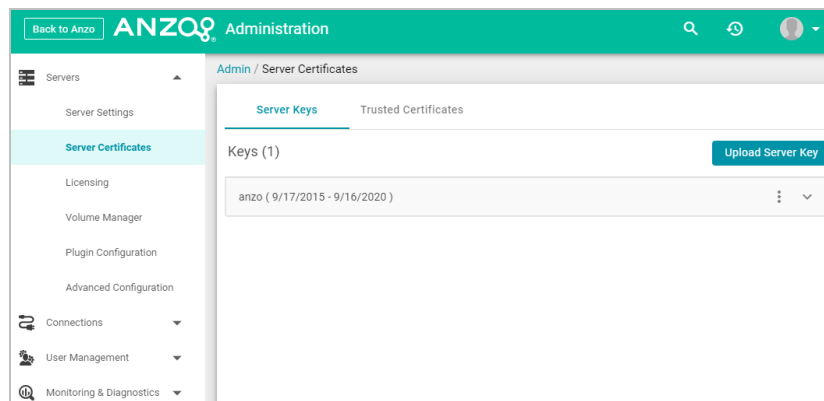 Back to Anzo ANZO® Administration
Admin / Server Certificates
Servers
Server Settings
Server Certificates
Licensing
Volume Manager
Plugin Configuration
Advanced Configuration
Connections
User Management
Monitoring & Diagnostics
Server Keys Trusted Certificates
Keys (1) Upload Server Key
anzo ( 9/17/2015 - 9/16/2020 )